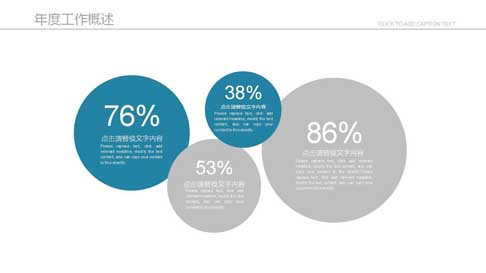 年度工作概述
CLICK TO ADD CAPTION TEXT
76%
点击请替换文字内容
Please replace text, click add
relevant headline, modify the text
content, also can copy your content
to this directly.
38%
点击请替换文字内容
Please replace text, click add
relevant headline, modify the text
content, also can copy your
content to this directly.
53%
点击请替换文字内容
Please replace text, click add
relevant headline, modify the text
content, also can copy your
content to this directly.
86%
点击请替换文字内容
Please replace text, click add relevant headline,
modify the text content, also can copy your
content to this directly.Please replace
text, click add relevant headline,
modify the text content, also can copy your
content to this directly.